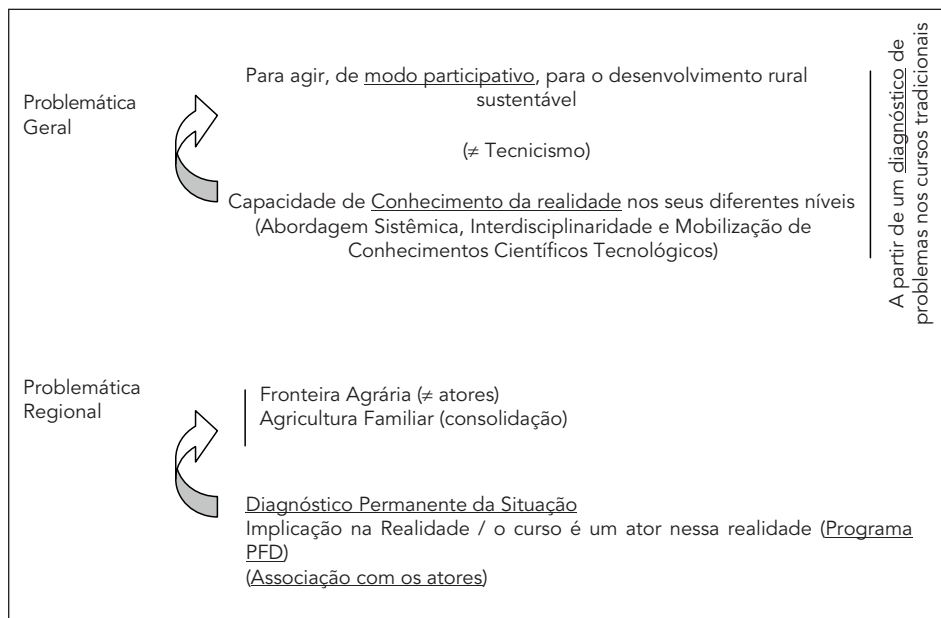 Problemática
Geral
Para agir, de modo participativo, para o desenvolvimento rural
sustentável
(≠ Tecnicismo)
Capacidade de Conhecimento da realidade nos seus diferentes níveis
(Abordagem Sistêmica, Interdisciplinaridade e Mobilização de
Conhecimentos Científicos Tecnológicos)
A partir de um diagnóstico de
problemas nos cursos tradicionais
Problemática
Regional
Fronteira Agrária (≠ atores)
Agricultura Familiar (consolidação)
Diagnóstico Permanente da Situação
Implicação na Realidade / o curso é um ator nessa realidade (Programa
PFD)
(Associação com os atores)